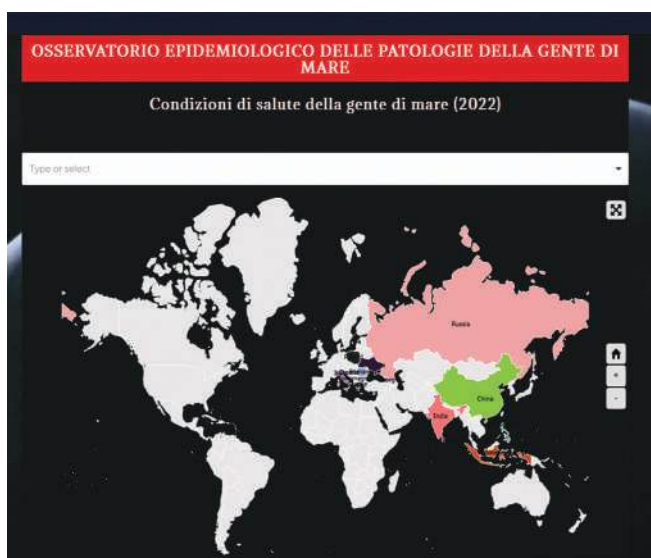 OSSERVATORIO EPIDEMIOLOGICO DELLE PATOLOGIE DELLA GENTE DI
MARE
Condizioni di salute della gente di mare (2022)
Type or select
Russia
China
India
+
-